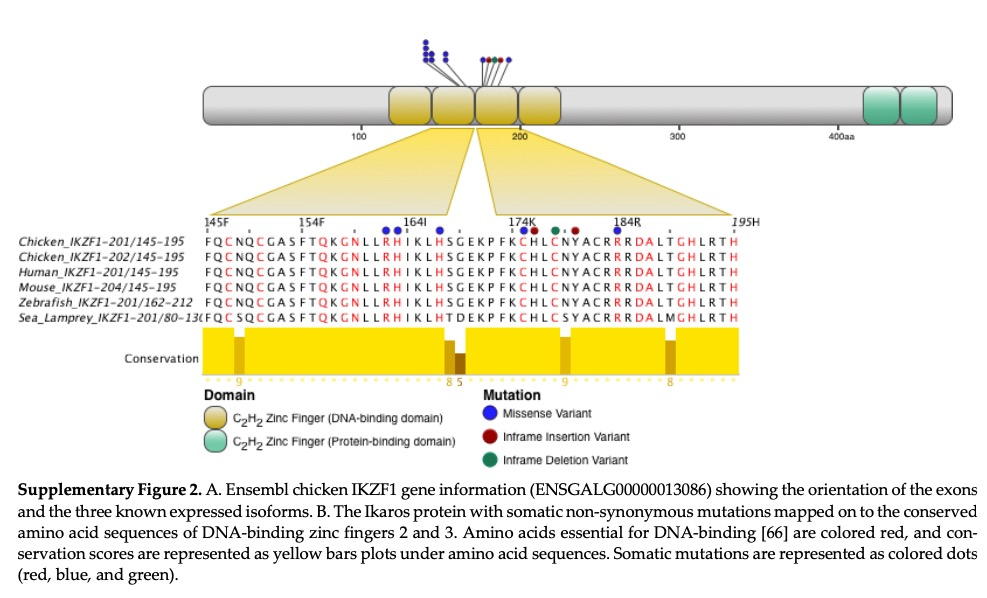 100 200 300 400aa
145F 154F 164I 174K 184R 195H
Chicken_IKZF1-201/145-195 FQCNQCGASFTQKGNLLRHIKLHSGEKPFKCHLCNYACRRRDALTGHLRTH
Chicken_IKZF1-202/145-195 FQCNQCGASFTQKGNLLRHIKLHSGEKPFKCHLCNYACRRRDALTGHLRTH
Human_IKZF1-201/145-195 FQCNQCGASFTQKGNLLRHIKLHSGEKPFKCHLCNYACRRRDALTGHLRTH
Mouse_IKZF1-204/145-195 FQCNQCGASFTQKGNLLRHIKLHSGEKPFKCHLCNYACRRRDALTGHLRTH
Zebrafish_IKZF1-201/162-212 FQCNQCGASFTQKGNLLRHIKLHSGEKPFKCHLCNYACRRRDALTGHLRTH
Sea_Lamprey_IKZF1-201/80-13( FQCSQCGASFTQKGNLLRHIKLHTDEKPFKCHLCSYACRRRDALMGHLRTH
Conservation
* * * 9 * * * * * * * * * * * * * * * * * * * 8 5 * * * * * * * * * 9 * * * * * * * * * 8 * * * * * *
Domain
C2H2 Zinc Finger (DNA-binding domain)
C2H2 Zinc Finger (Protein-binding domain)
Mutation
Missense Variant
Inframe Insertion Variant
Inframe Deletion Variant
Supplementary Figure 2. A. Ensembl chicken IKZF1 gene information (ENSGALG00000013086) showing the orientation of the exons
and the three known expressed isoforms. B. The Ikaros protein with somatic non-synonymous mutations mapped on to the conserved
amino acid sequences of DNA-binding zinc fingers 2 and 3. Amino acids essential for DNA-binding [66] are colored red, and con-
servation scores are represented as yellow bars plots under amino acid sequences. Somatic mutations are represented as colored dots
(red, blue, and green).